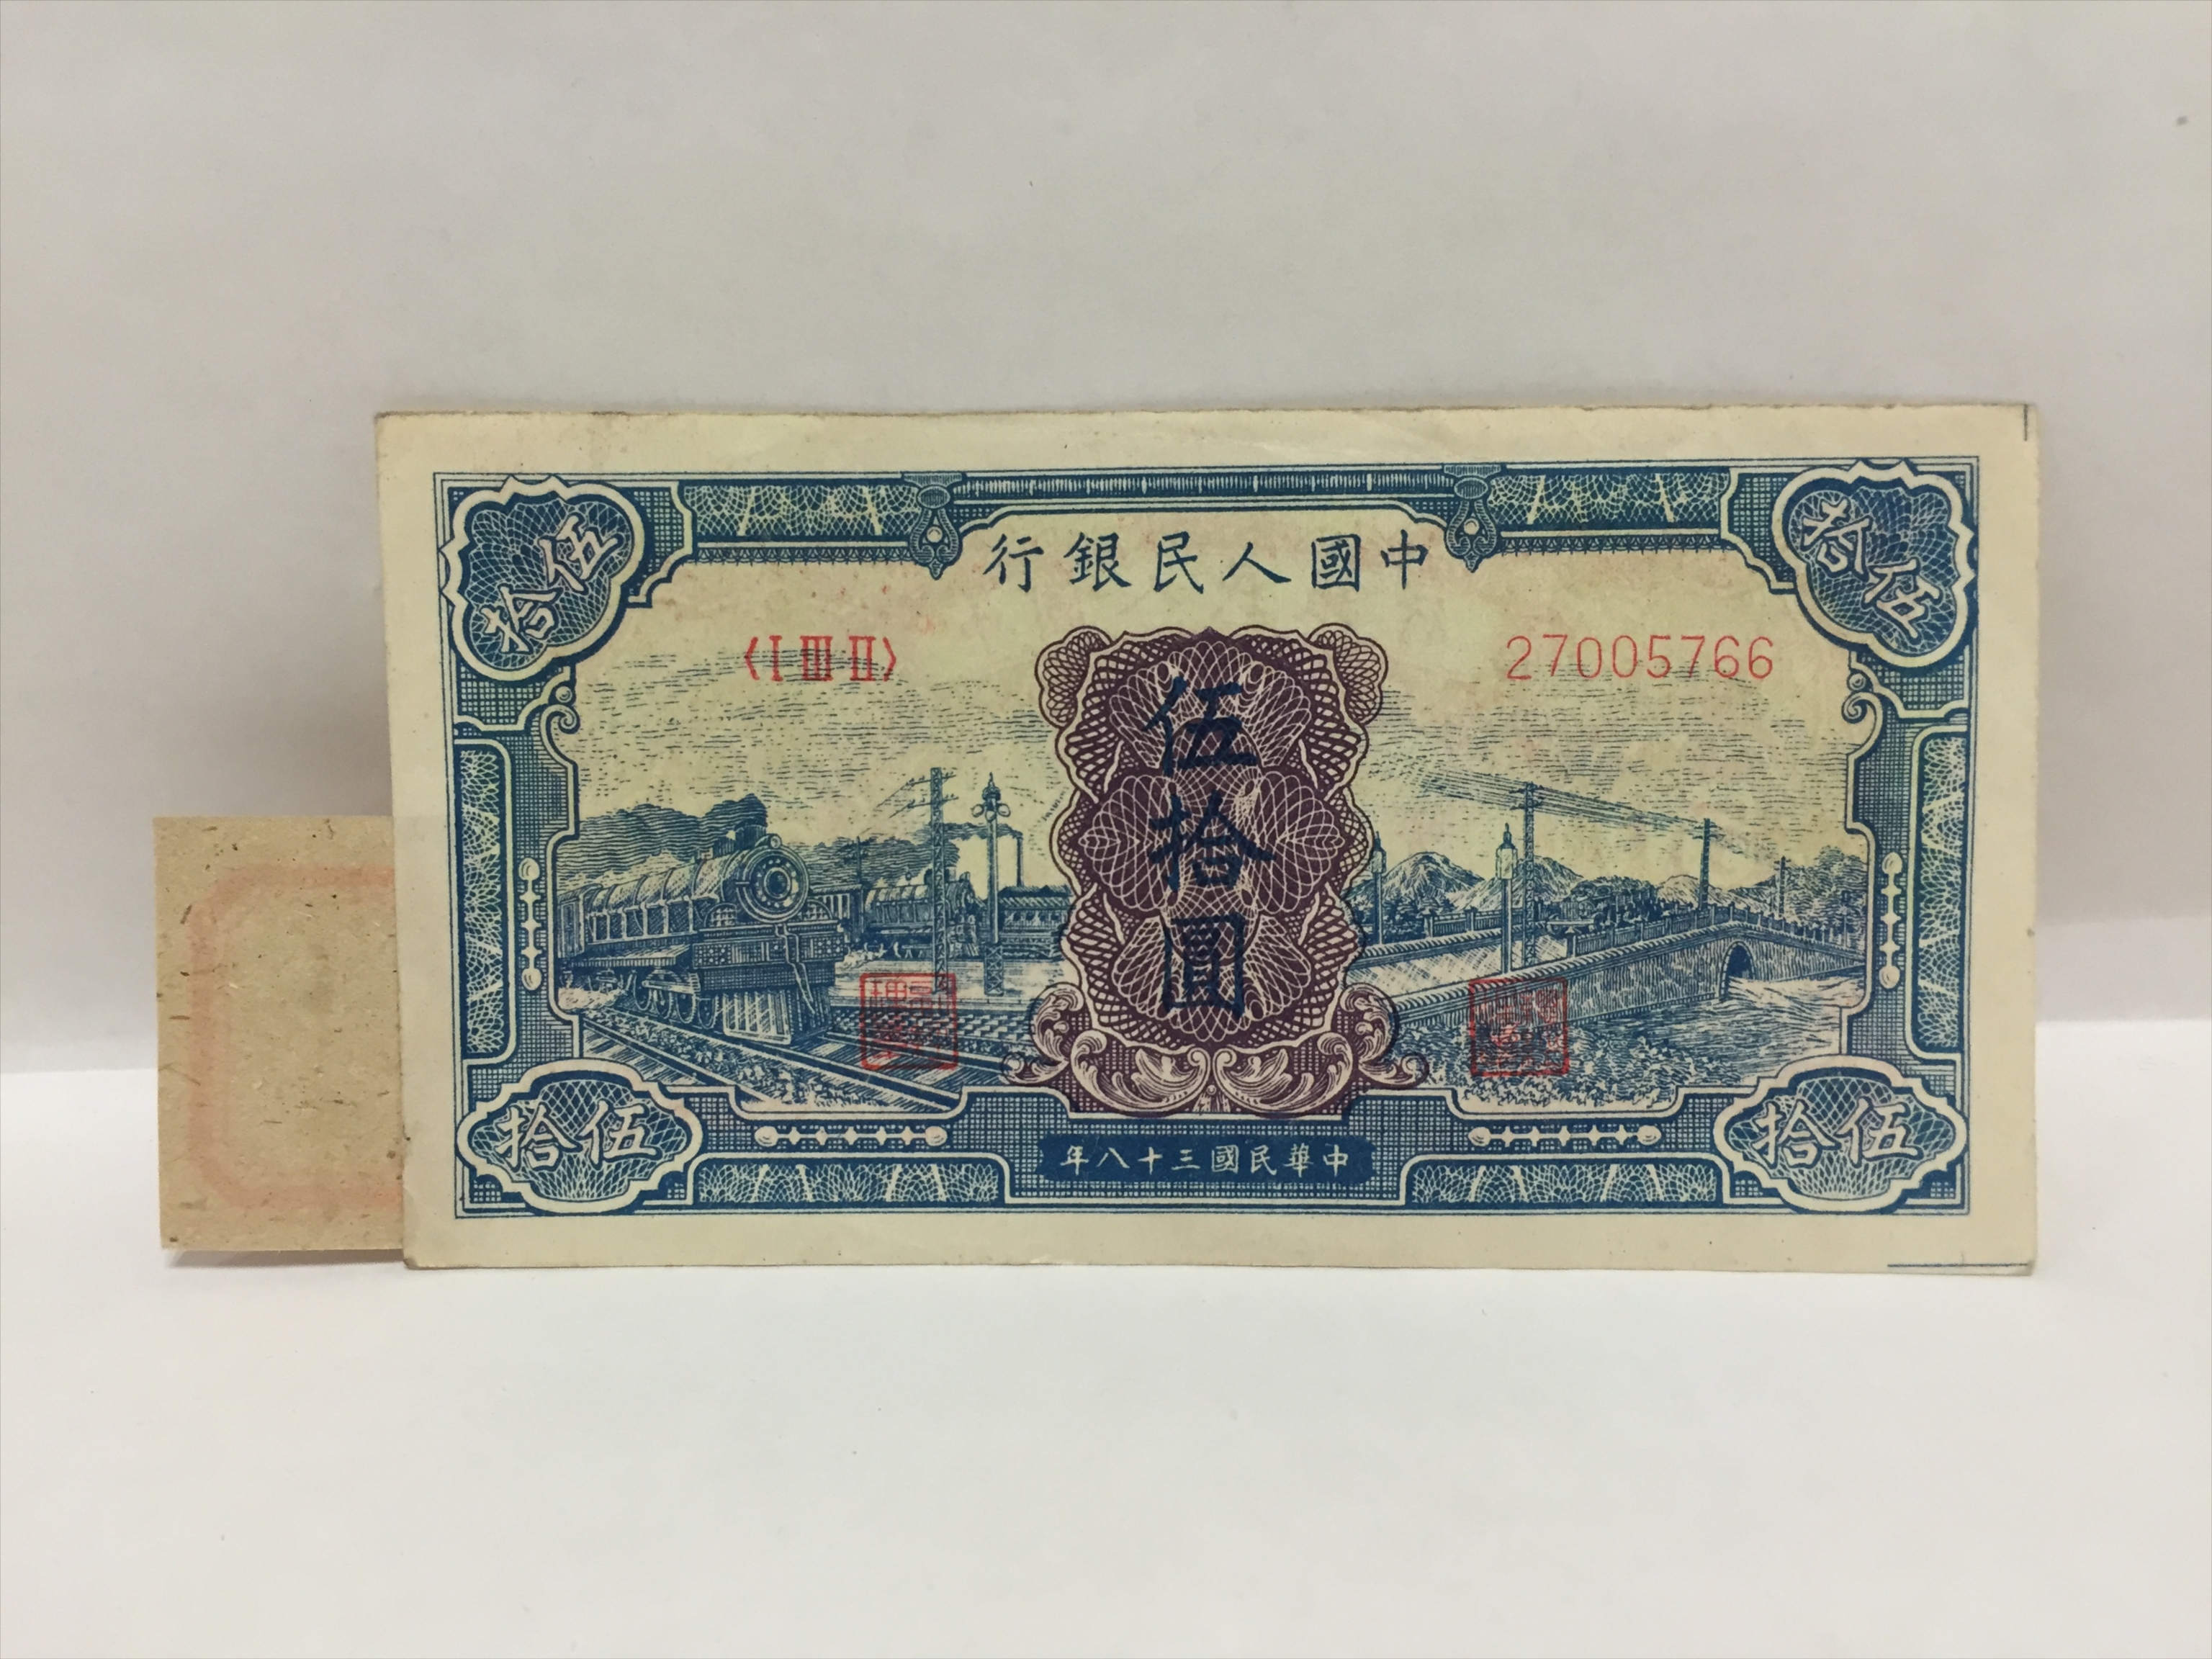 中國人民銀行
伍拾
伍拾
〈I III II〉
27005766
伍拾圓
伍拾
伍拾
中華民國三十八年